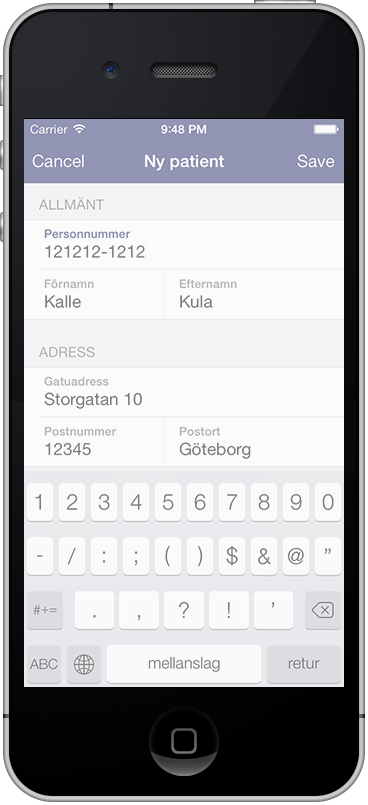 Carrier 9:48 PM
Cancel Ny patient Save
ALLMÄNT
Personnummer
121212-1212
Förnamn Efternamn
Kalle Kula
ADRESS
Gatuadress
Storgatan 10
Postnummer Postort
12345 Göteborg
1 2 3 4 5 6 7 8 9 0
- / : ; ( ) $ & @ ”
#+= . , ? ! ’
ABC mellanslag retur